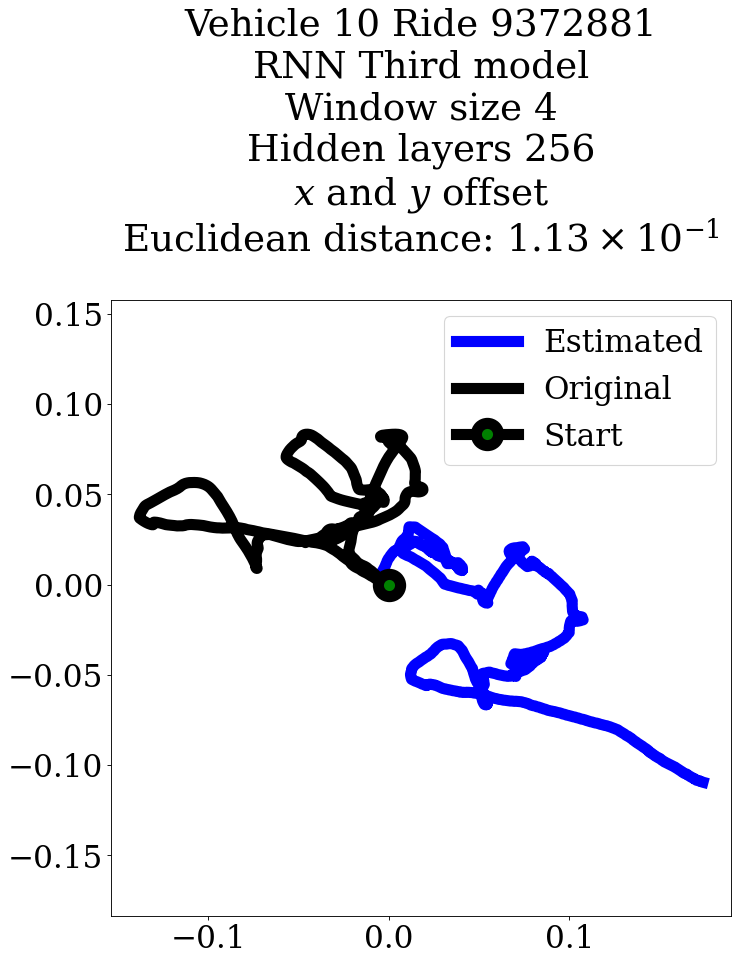 Vehicle 10 Ride 9372881
RNN Third model
Window size 4
Hidden layers 256
x and y offset
Euclidean distance: 1.13 × 10⁻¹
Estimated
Original
Start
0.15
0.10
0.05
0.00
−0.05
−0.10
−0.15
−0.1 0.0 0.1